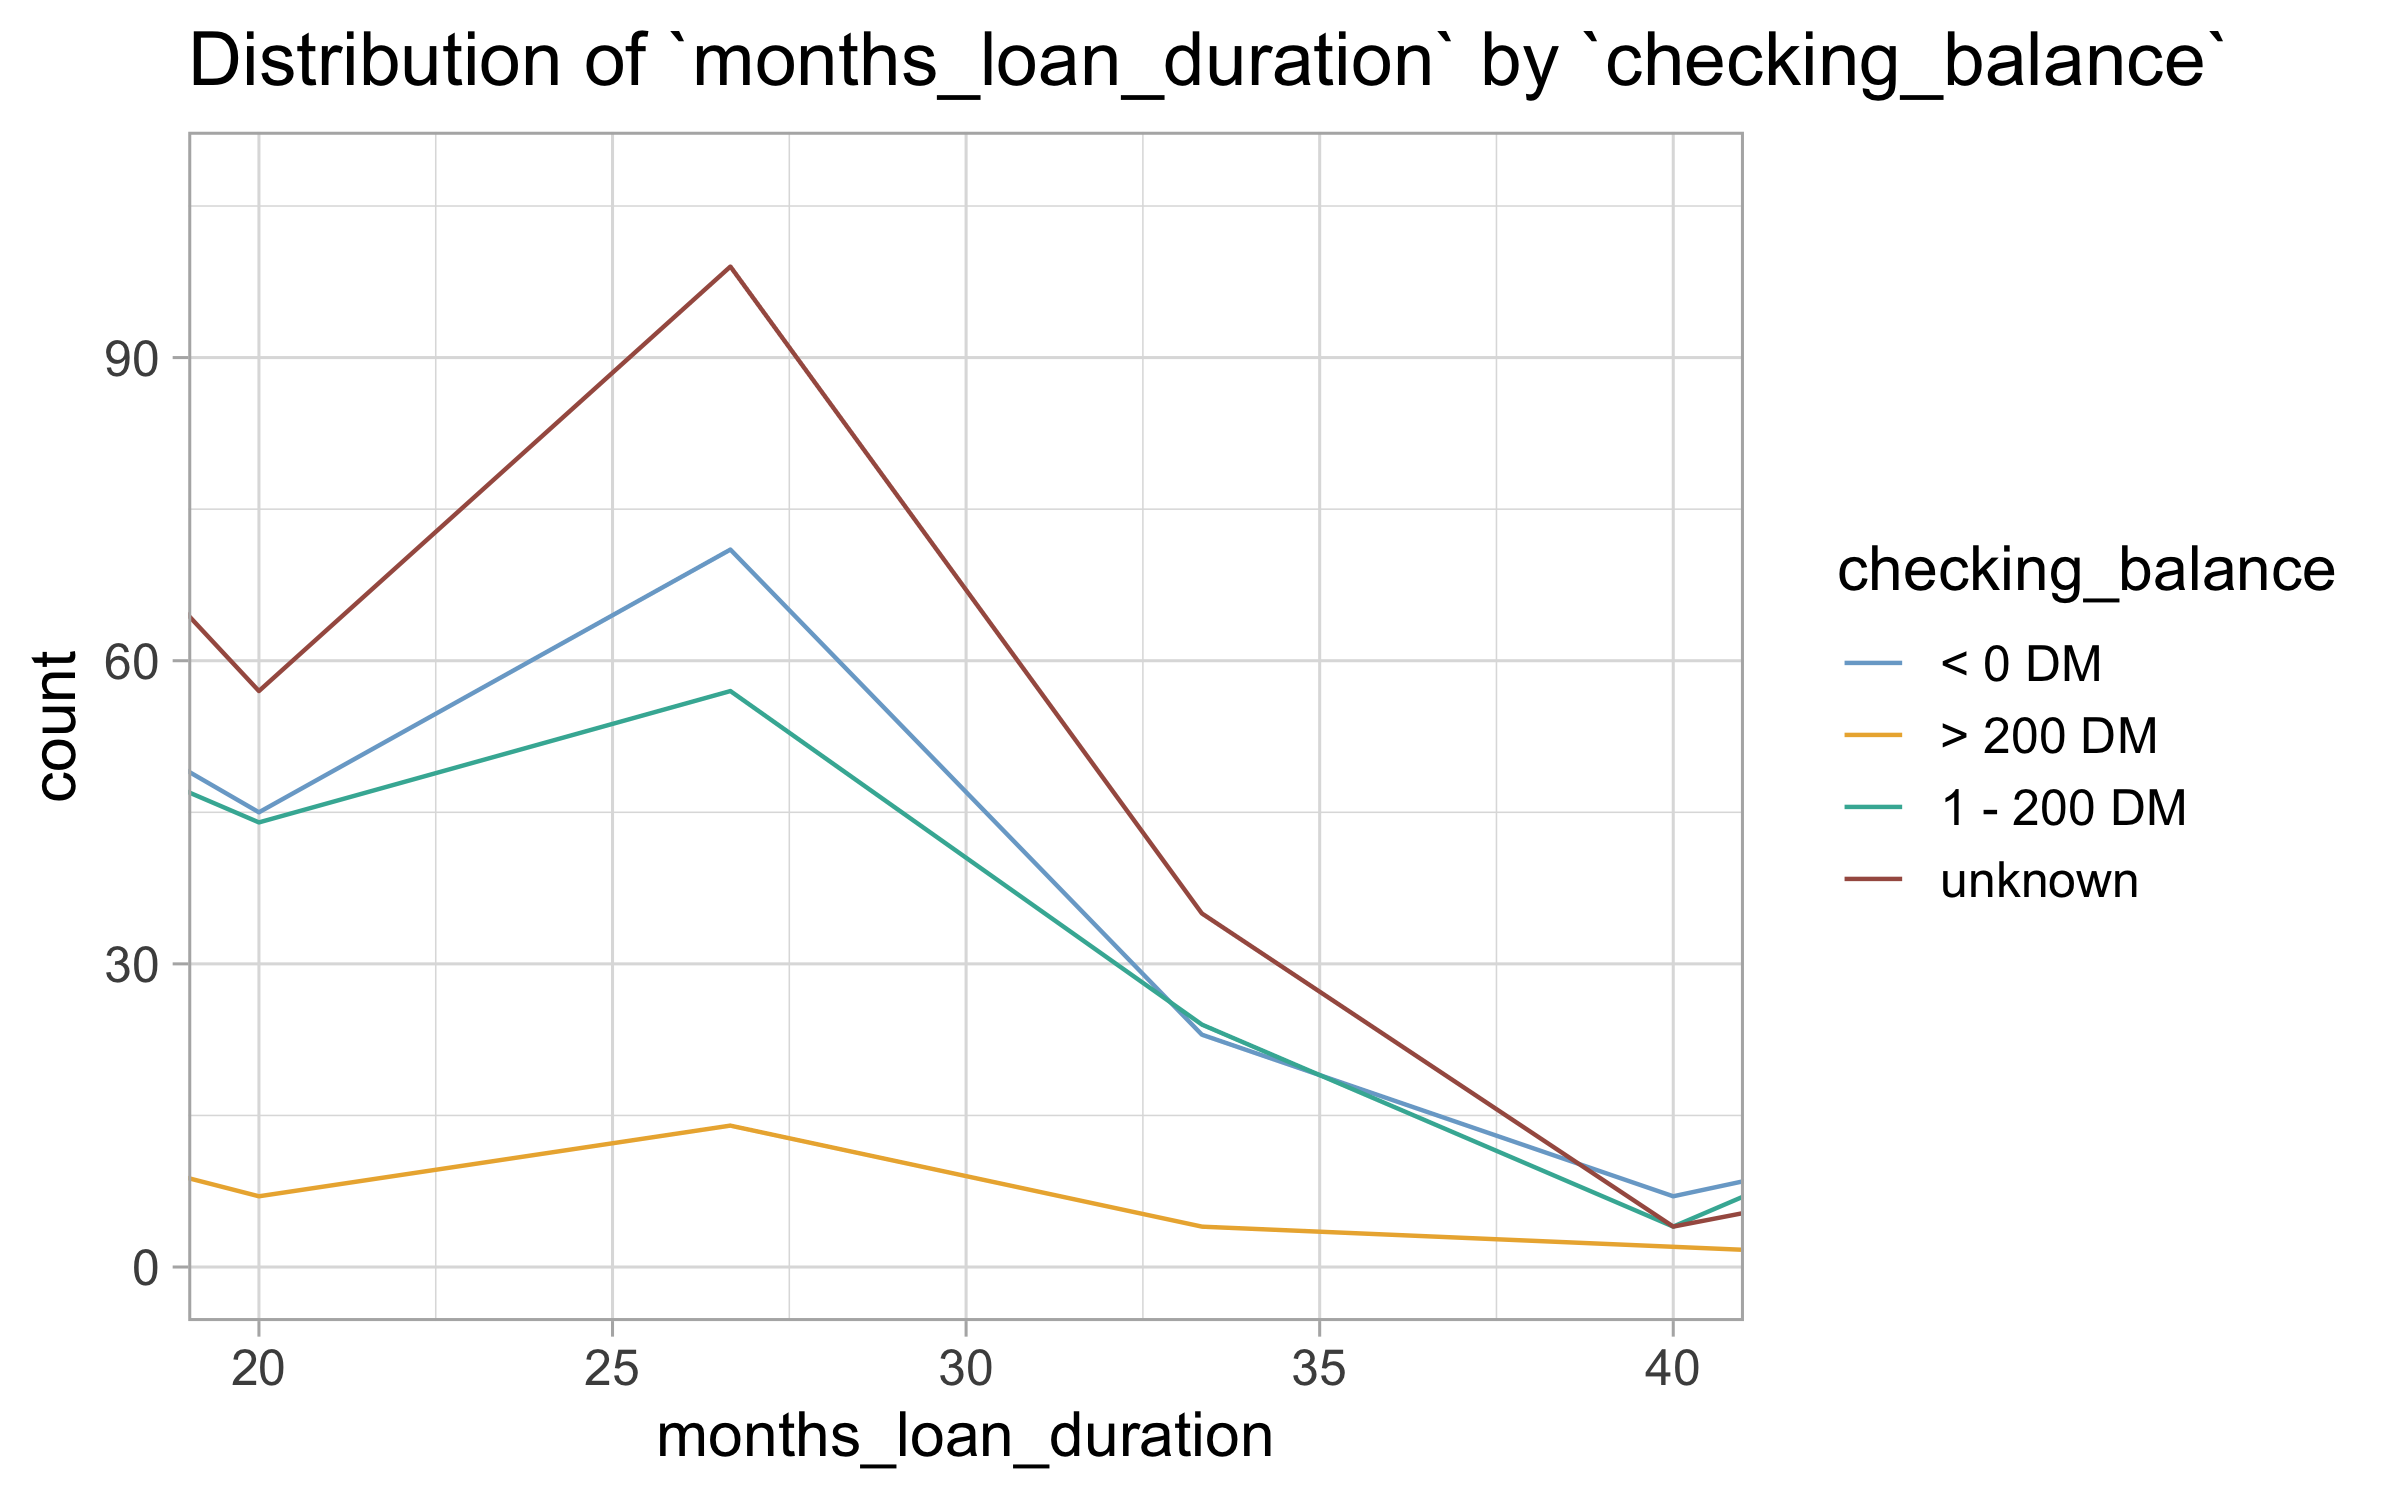 Distribution of `months_loan_duration` by `checking_balance`
90
60
30
0
count
20 25 30 35 40
months_loan_duration
checking_balance
< 0 DM
> 200 DM
1 - 200 DM
unknown